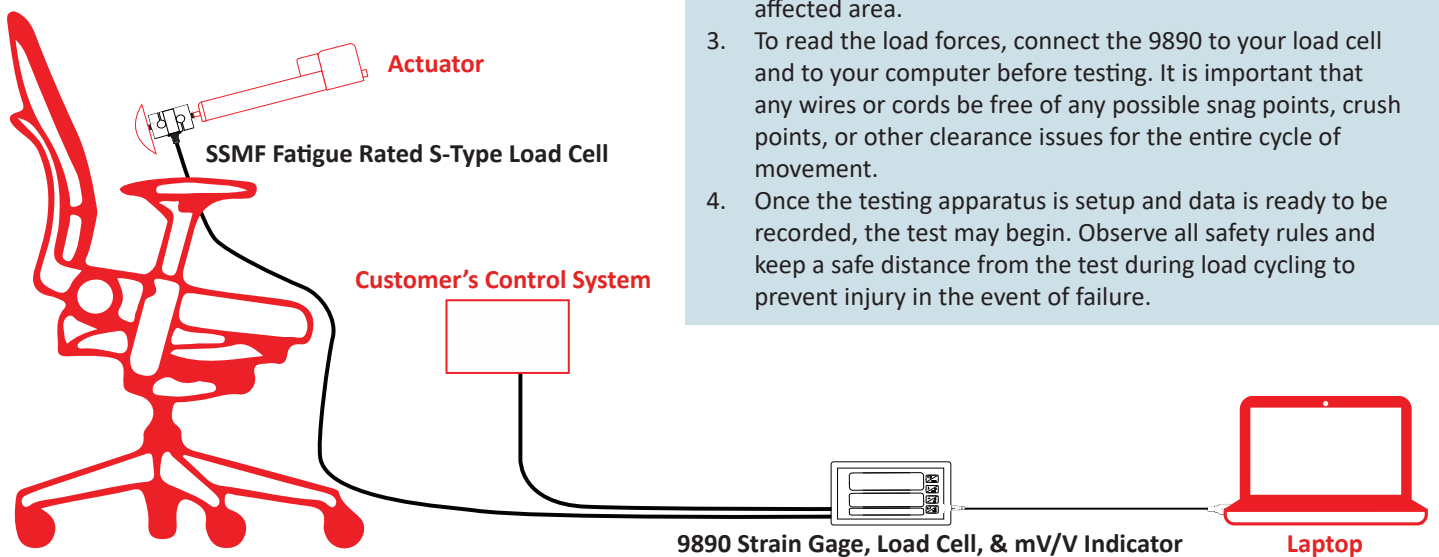 affected area.
3. To read the load forces, connect the 9890 to your load cell
and to your computer before testing. It is important that
any wires or cords be free of any possible snag points, crush
points, or other clearance issues for the entire cycle of
movement.
4. Once the testing apparatus is setup and data is ready to be
recorded, the test may begin. Observe all safety rules and
keep a safe distance from the test during load cycling to
prevent injury in the event of failure.
Actuator
SSMF Fatigue Rated S-Type Load Cell
Customer's Control System
9890 Strain Gage, Load Cell, & mV/V Indicator
Laptop